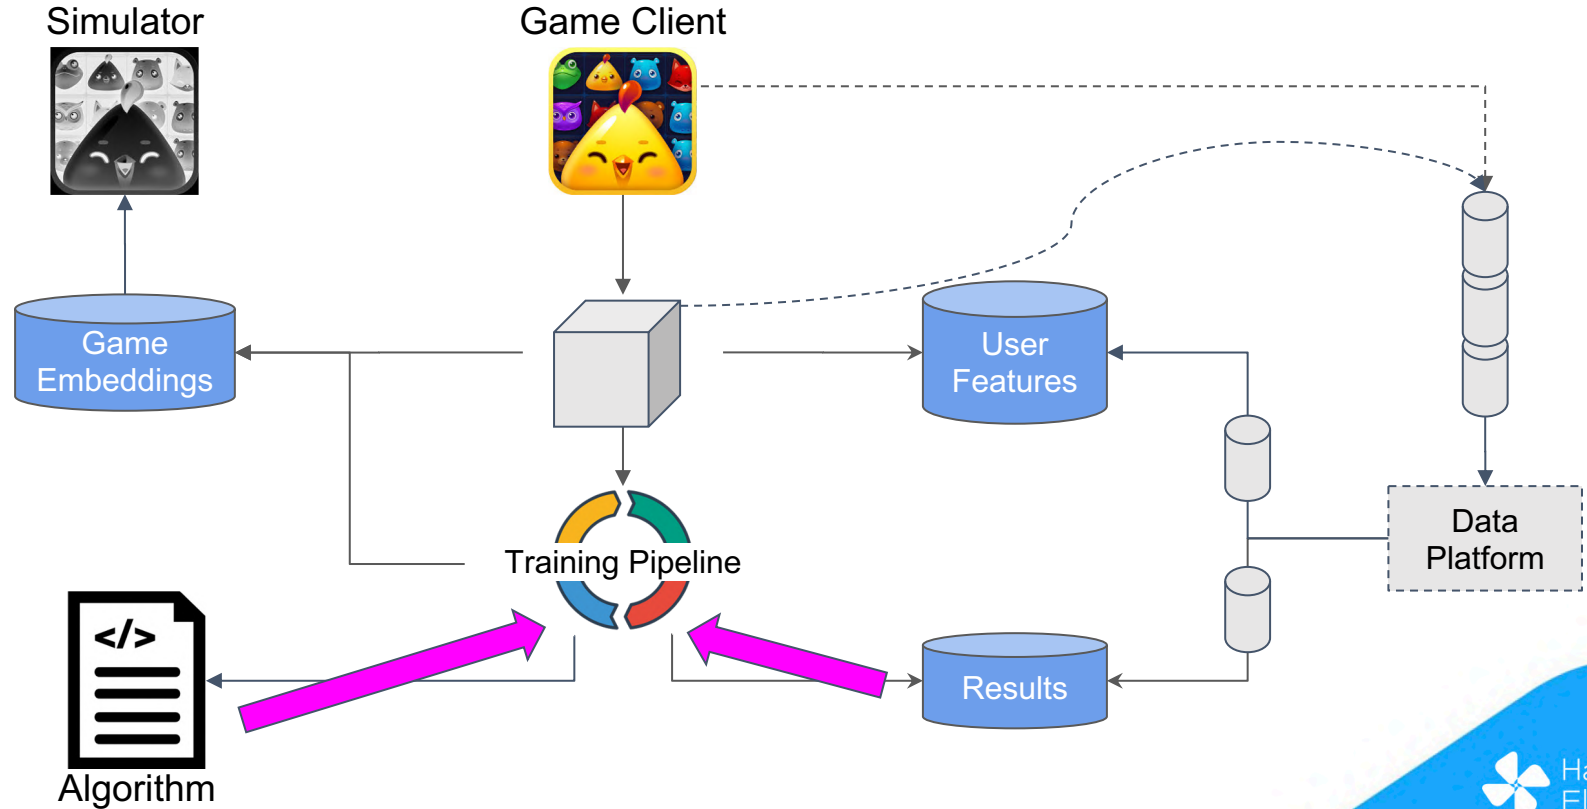 Simulator
Game Client
Game
Embeddings
User
Features
Data
Platform
Training Pipeline
</>
Results
Algorithm